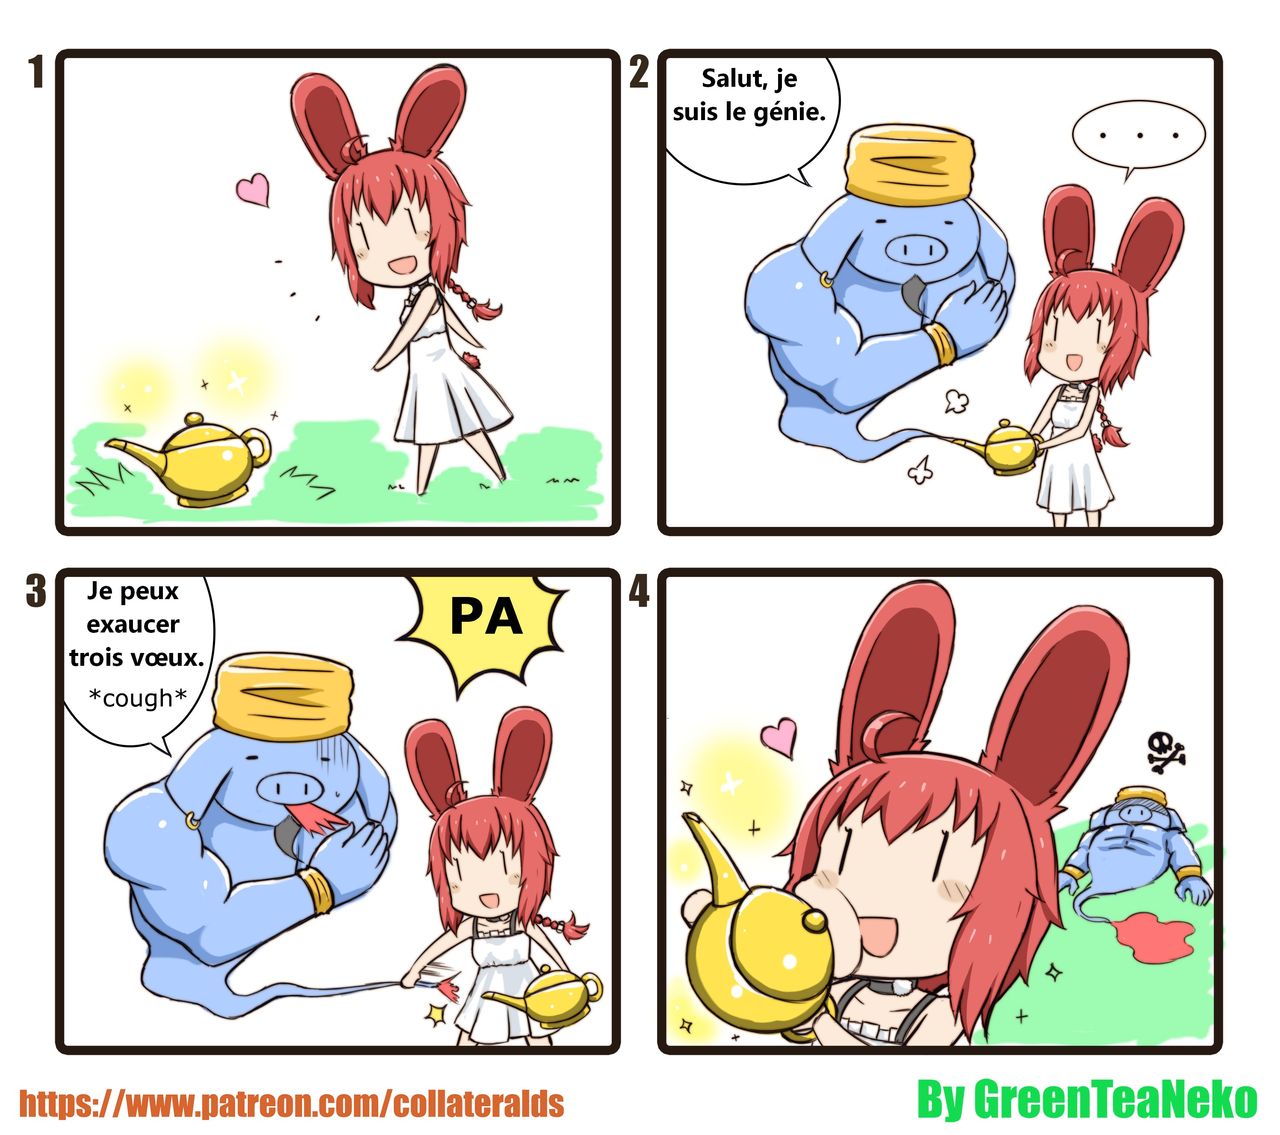 1
2
Salut, je
suis le génie.
. . .
3
Je peux
exaucer
trois vœux.
*cough*
PA
4
https://www.patreon.com/collateralds
By GreenTeaNeko